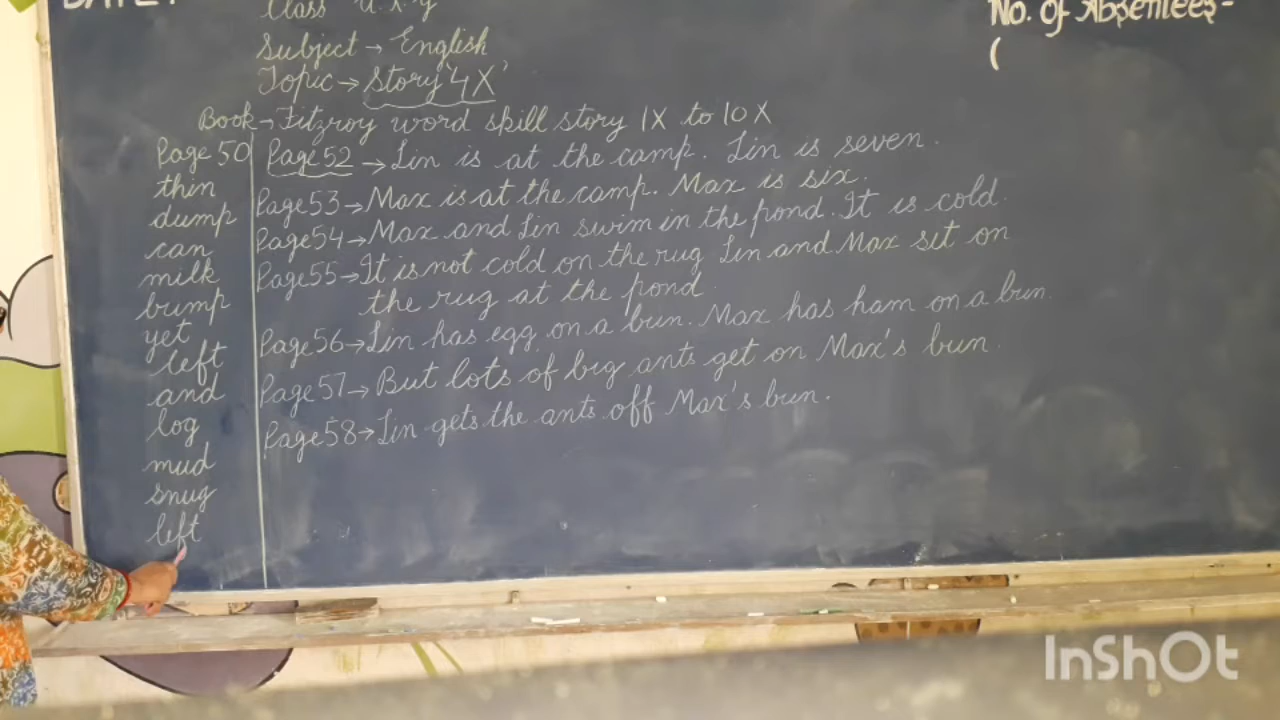 Class U.K.G
No. of Absentees-
(
Subject → English
Topic → Story '4X'
Book → Fitzroy word skill story 1X to 10X
Page 50
thin
dump
can
milk
bump
yet
left
and
log
mud
snug
left
Page 52 → Lin is at the camp. Lin is seven.
Page 53 → Max is at the camp. Max is six.
Page 54 → Max and Lin swim in the pond. It is cold.
Page 55 → It is not cold on the rug Lin and Max sit on
the rug at the pond.
Page 56 → Lin has egg on a bun. Max has ham on a bun.
Page 57 → But lots of big ants get on Max's bun.
Page 58 → Lin gets the ants off Max's bun.
InShOt